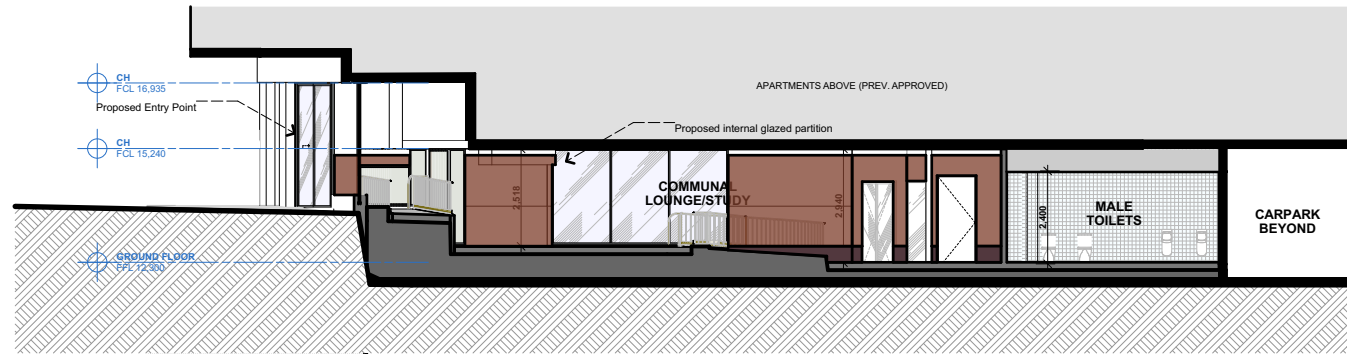 APARTMENTS ABOVE (PREV. APPROVED)
CH
FCL 16,935
Proposed Entry Point
Proposed internal glazed partition
CH
FCL 15,240
COMMUNAL
LOUNGE/STUDY
2,518
2,940
2,400
MALE
TOILETS
CARPARK
BEYOND
GROUND FLOOR
FFL 12,300